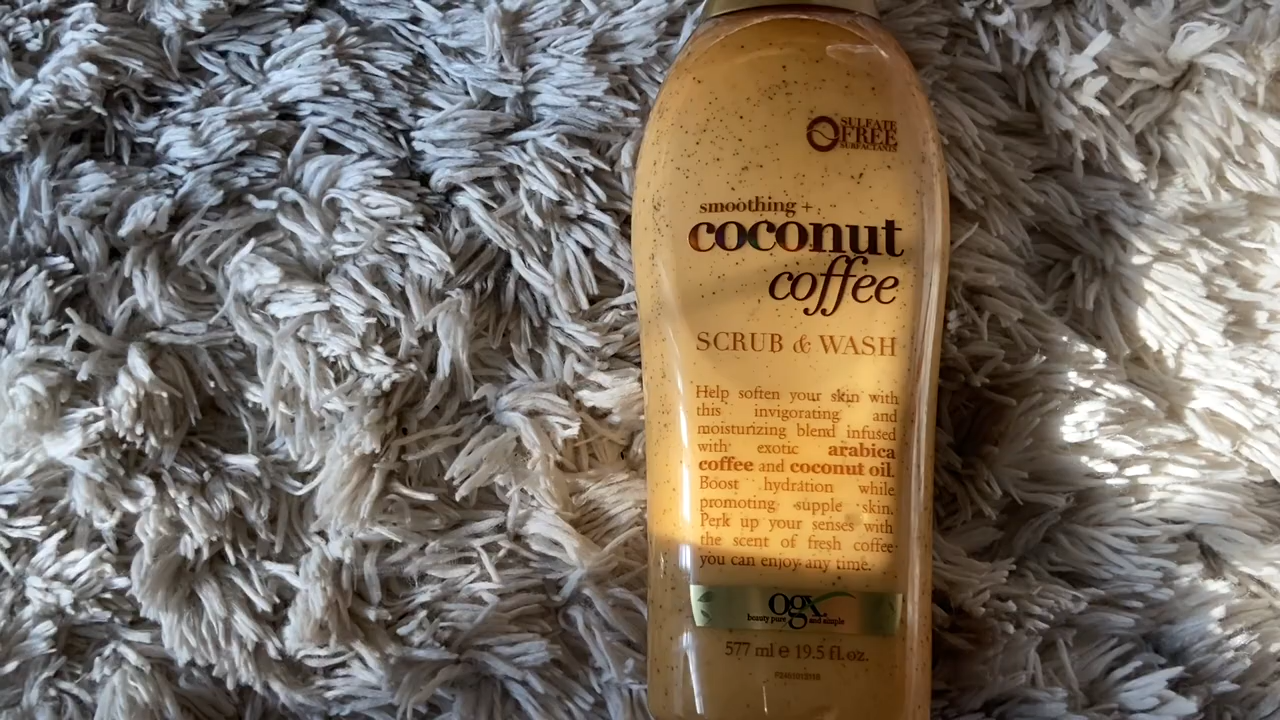 SULFATE
FREE
SURFACTANTS
smoothing +
coconut
coffee
SCRUB & WASH
Help soften your skin with
this invigorating and
moisturizing blend infused
with exotic arabica
coffee and coconut oil.
Boost hydration while
promoting supple skin.
Perk up your senses with
the scent of fresh coffee
you can enjoy any time.
ogx
beauty pure and simple
577 ml ℮ 19.5 fl. oz.